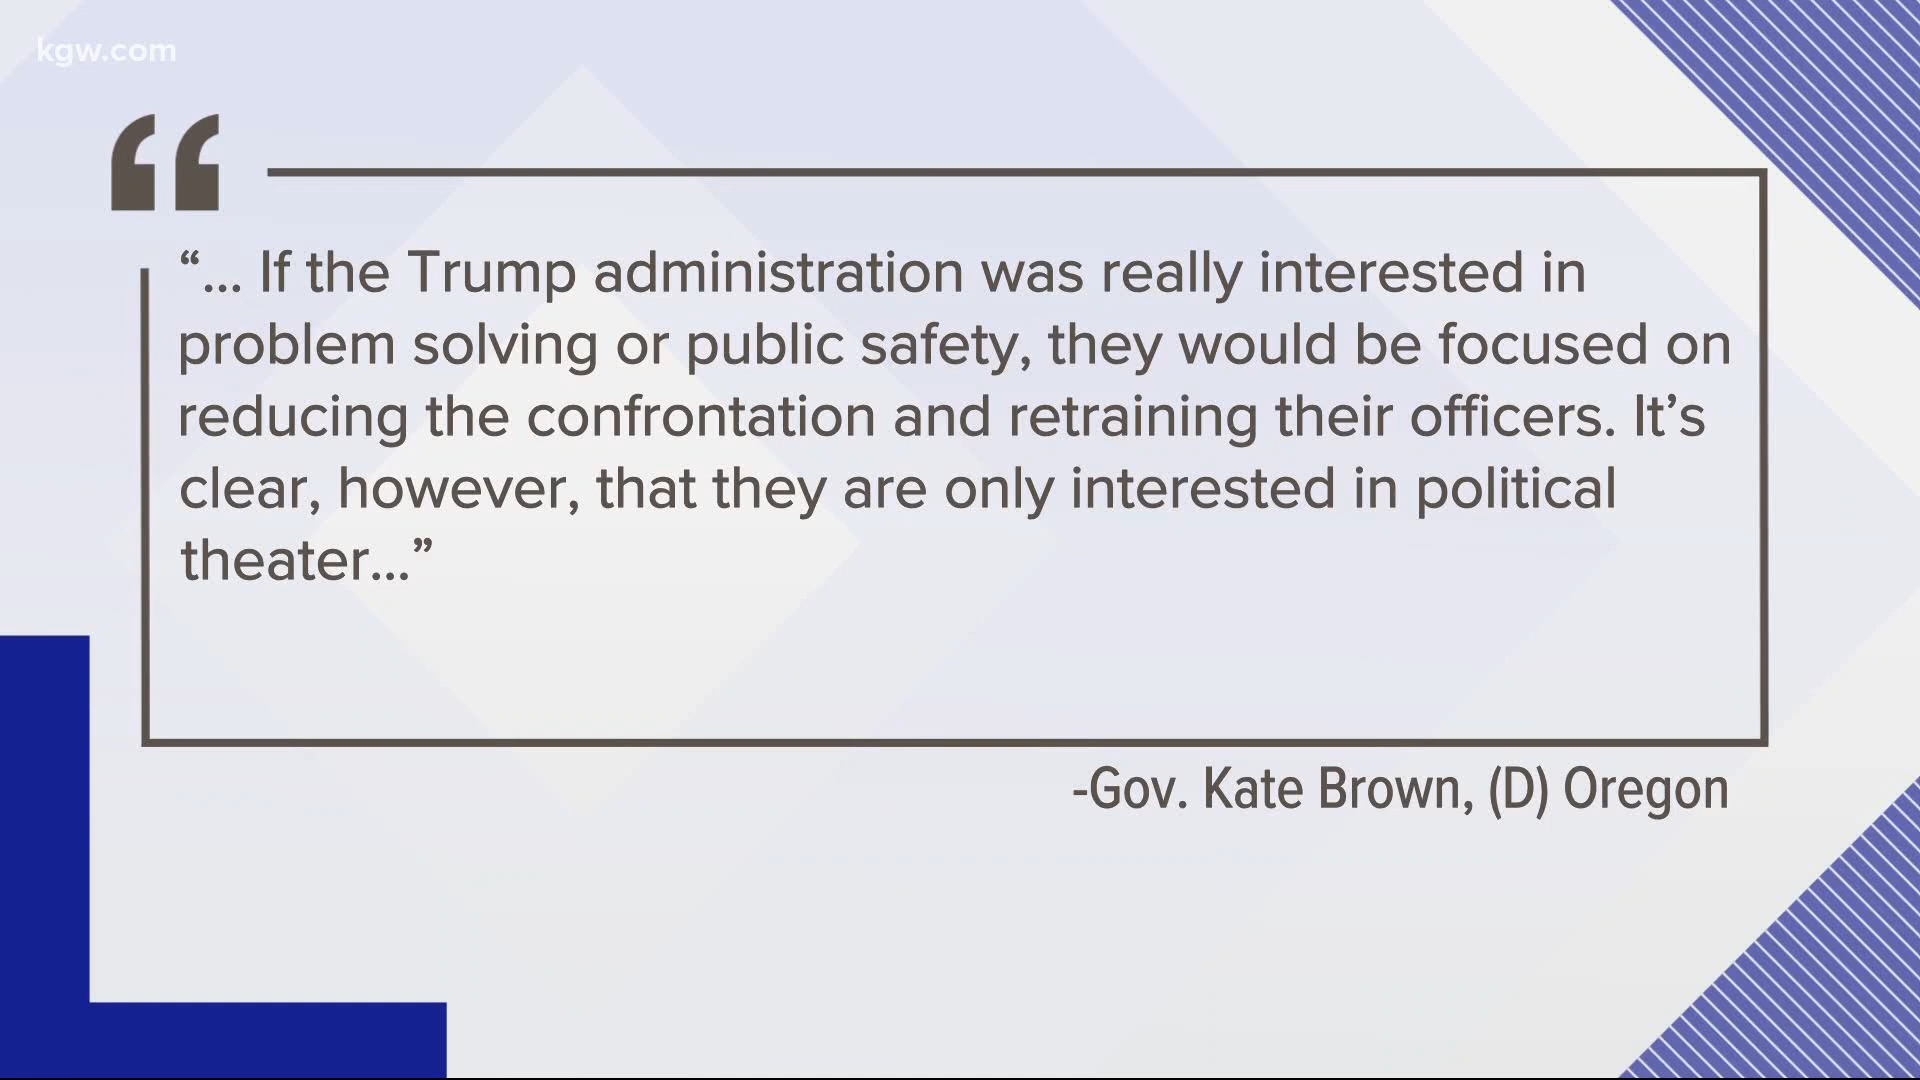 kgw.com
“... If the Trump administration was really interested in
problem solving or public safety, they would be focused on
reducing the confrontation and retraining their officers. It’s
clear, however, that they are only interested in political
theater...”
-Gov. Kate Brown, (D) Oregon